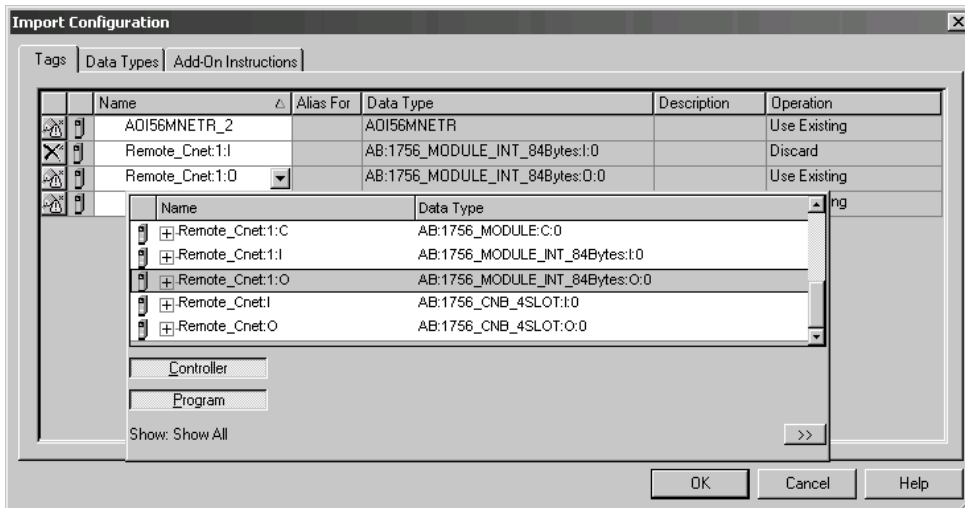 Import Configuration
Tags Data Types Add-On Instructions
Name Alias For Data Type Description Operation
AOI56MNETR_2 AOI56MNETR Use Existing
Remote_Cnet:1:I AB:1756_MODULE_INT_84Bytes:I:0 Discard
Remote_Cnet:1:O AB:1756_MODULE_INT_84Bytes:O:0 Use Existing
ng
Name Data Type
Remote_Cnet:1:C AB:1756_MODULE:C:0
Remote_Cnet:1:I AB:1756_MODULE_INT_84Bytes:I:0
Remote_Cnet:1:O AB:1756_MODULE_INT_84Bytes:O:0
Remote_Cnet:I AB:1756_CNB_4SLOT:I:0
Remote_Cnet:O AB:1756_CNB_4SLOT:O:0
Controller
Program
Show: Show All >>
OK Cancel Help